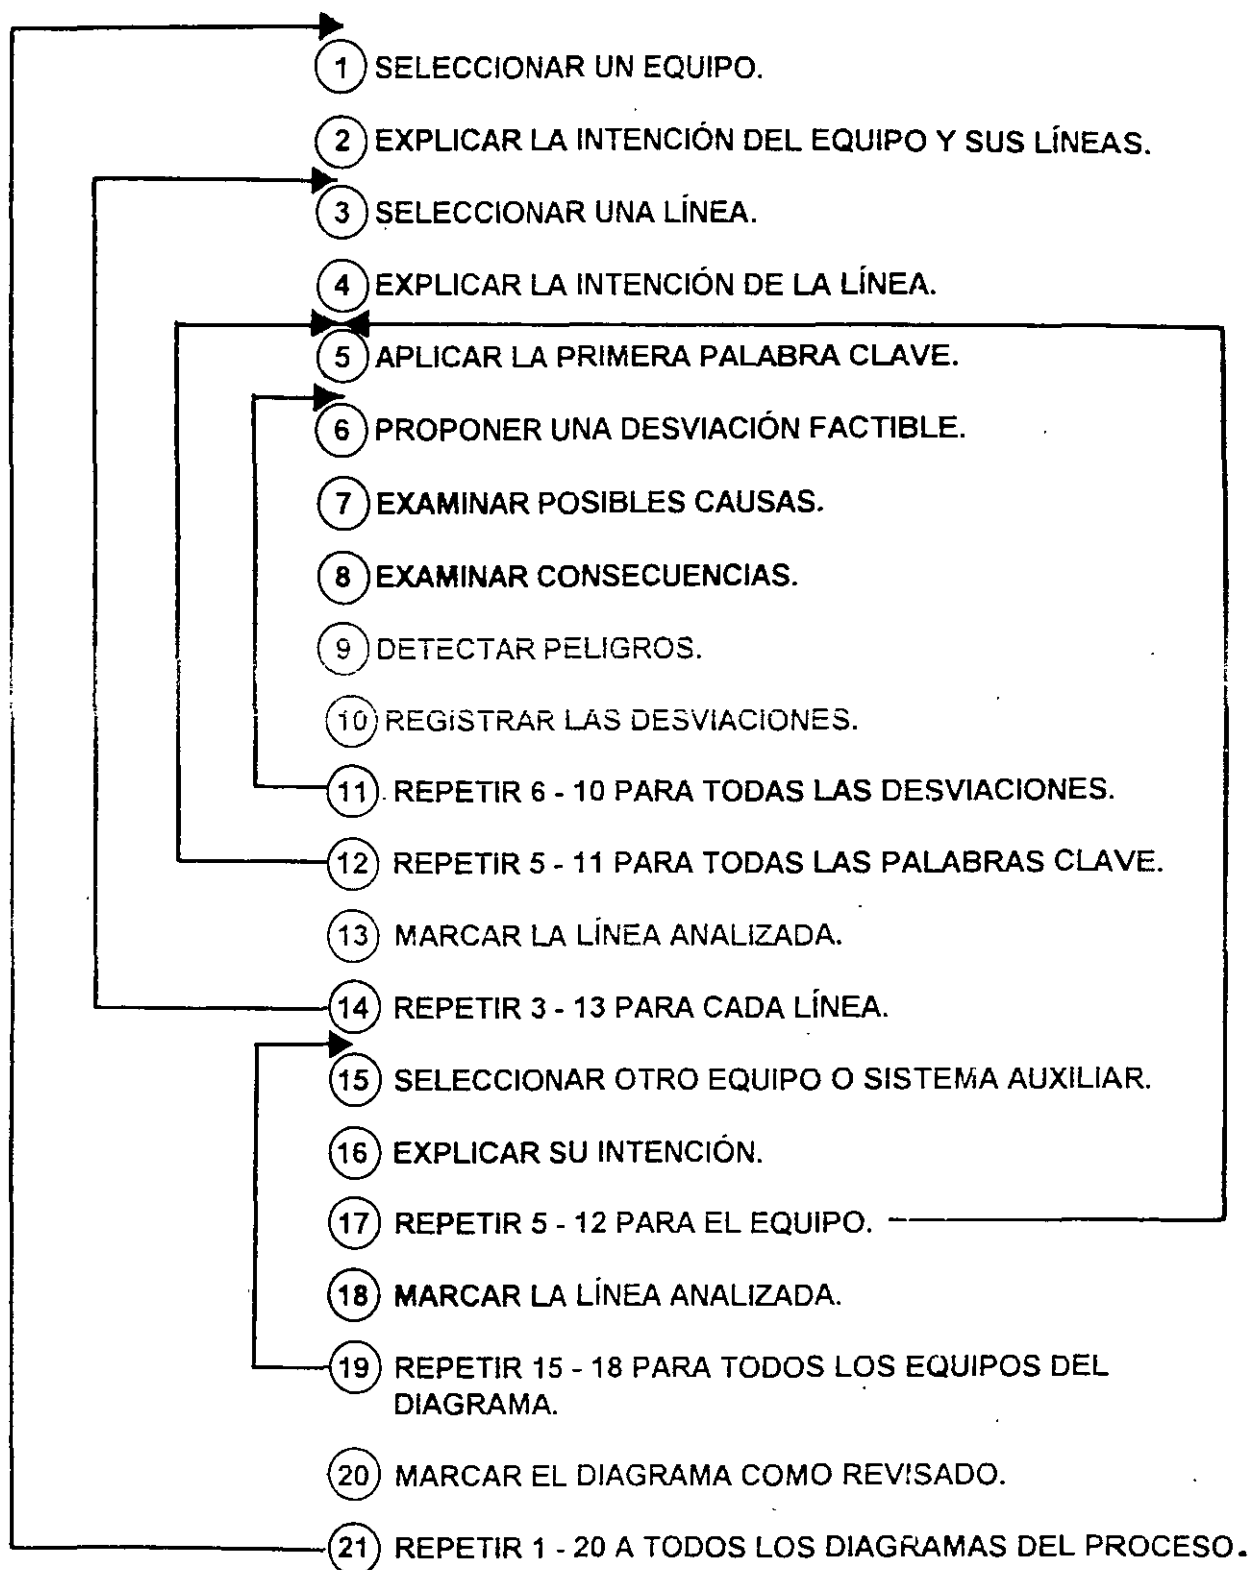 1 SELECCIONAR UN EQUIPO.
2 EXPLICAR LA INTENCIÓN DEL EQUIPO Y SUS LÍNEAS.
3 SELECCIONAR UNA LÍNEA.
4 EXPLICAR LA INTENCIÓN DE LA LÍNEA.
5 APLICAR LA PRIMERA PALABRA CLAVE.
6 PROPONER UNA DESVIACIÓN FACTIBLE.
7 EXAMINAR POSIBLES CAUSAS.
8 EXAMINAR CONSECUENCIAS.
9 DETECTAR PELIGROS.
10 REGISTRAR LAS DESVIACIONES.
11 REPETIR 6 - 10 PARA TODAS LAS DESVIACIONES.
12 REPETIR 5 - 11 PARA TODAS LAS PALABRAS CLAVE.
13 MARCAR LA LÍNEA ANALIZADA.
14 REPETIR 3 - 13 PARA CADA LÍNEA.
15 SELECCIONAR OTRO EQUIPO O SISTEMA AUXILIAR.
16 EXPLICAR SU INTENCIÓN.
17 REPETIR 5 - 12 PARA EL EQUIPO.
18 MARCAR LA LÍNEA ANALIZADA.
19 REPETIR 15 - 18 PARA TODOS LOS EQUIPOS DEL
DIAGRAMA.
20 MARCAR EL DIAGRAMA COMO REVISADO.
21 REPETIR 1 - 20 A TODOS LOS DIAGRAMAS DEL PROCESO.